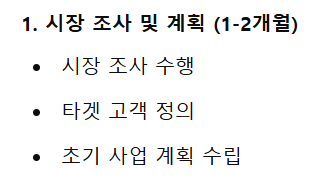 1. 시장 조사 및 계획 (1-2개월)
• 시장 조사 수행
• 타겟 고객 정의
• 초기 사업 계획 수립